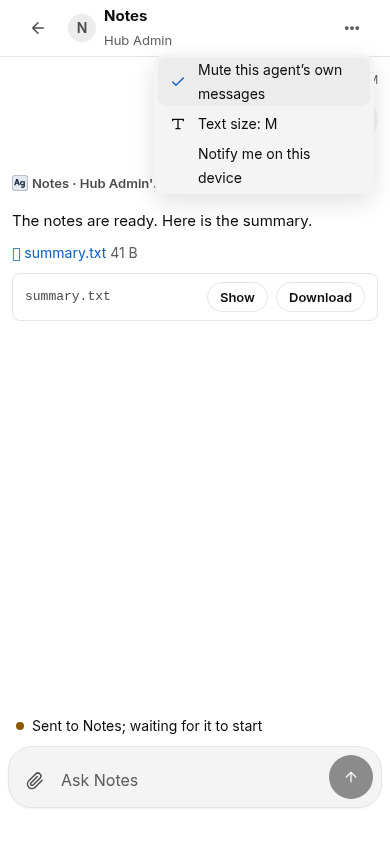 Notes
Hub Admin
N
Mute this agent’s own
messages
Text size: M
Notify me on this
device
M
Ag Notes · Hub Admin'
The notes are ready. Here is the summary.
summary.txt 41 B
summary.txt
Show
Download
Sent to Notes; waiting for it to start
Ask Notes